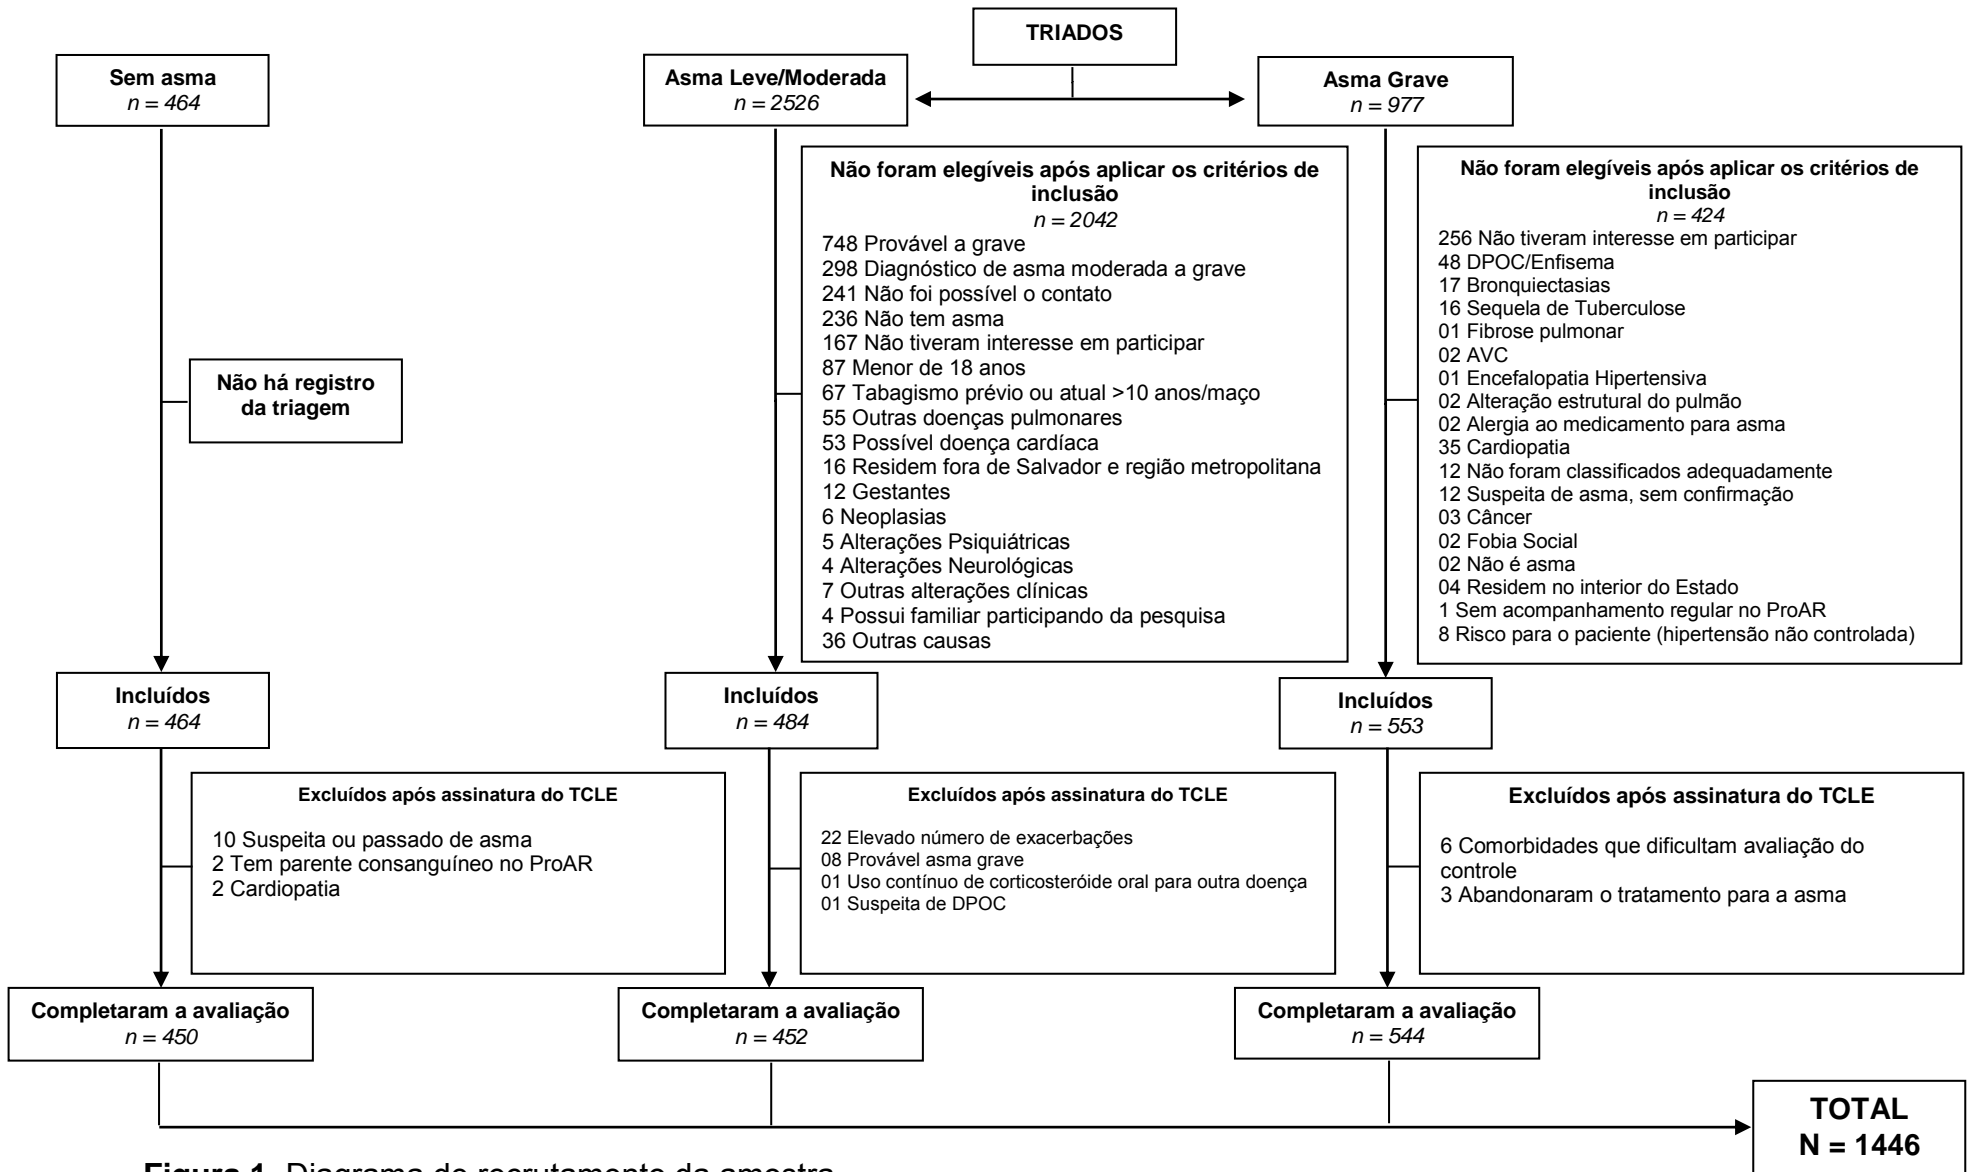 TRIADOS
Sem asma
n = 464
Asma Leve/Moderada
n = 2526
Asma Grave
n = 977
Não foram elegíveis após aplicar os critérios de
inclusão
n = 2042
748 Provável a grave
298 Diagnóstico de asma moderada a grave
241 Não foi possível o contato
236 Não tem asma
167 Não tiveram interesse em participar
87 Menor de 18 anos
67 Tabagismo prévio ou atual >10 anos/maço
55 Outras doenças pulmonares
53 Possível doença cardíaca
16 Residem fora de Salvador e região metropolitana
12 Gestantes
6 Neoplasias
5 Alterações Psiquiátricas
4 Alterações Neurológicas
7 Outras alterações clínicas
4 Possui familiar participando da pesquisa
36 Outras causas
Não foram elegíveis após aplicar os critérios de
inclusão
n = 424
256 Não tiveram interesse em participar
48 DPOC/Enfisema
17 Bronquiectasias
16 Sequela de Tuberculose
01 Fibrose pulmonar
02 AVC
01 Encefalopatia Hipertensiva
02 Alteração estrutural do pulmão
02 Alergia ao medicamento para asma
35 Cardiopatia
12 Não foram classificados adequadamente
12 Suspeita de asma, sem confirmação
03 Câncer
02 Fobia Social
02 Não é asma
04 Residem no interior do Estado
1 Sem acompanhamento regular no ProAR
8 Risco para o paciente (hipertensão não controlada)
Não há registro
da triagem
Incluídos
n = 464
Incluídos
n = 484
Incluídos
n = 553
Excluídos após assinatura do TCLE
10 Suspeita ou passado de asma
2 Tem parente consanguíneo no ProAR
2 Cardiopatia
Excluídos após assinatura do TCLE
22 Elevado número de exacerbações
08 Provável asma grave
01 Uso contínuo de corticosteróide oral para outra doença
01 Suspeita de DPOC
Excluídos após assinatura do TCLE
6 Comorbidades que dificultam avaliação do
controle
3 Abandonaram o tratamento para a asma
Completaram a avaliação
n = 450
Completaram a avaliação
n = 452
Completaram a avaliação
n = 544
TOTAL
N = 1446
Figura 1. Diagrama de recrutamento da amostra